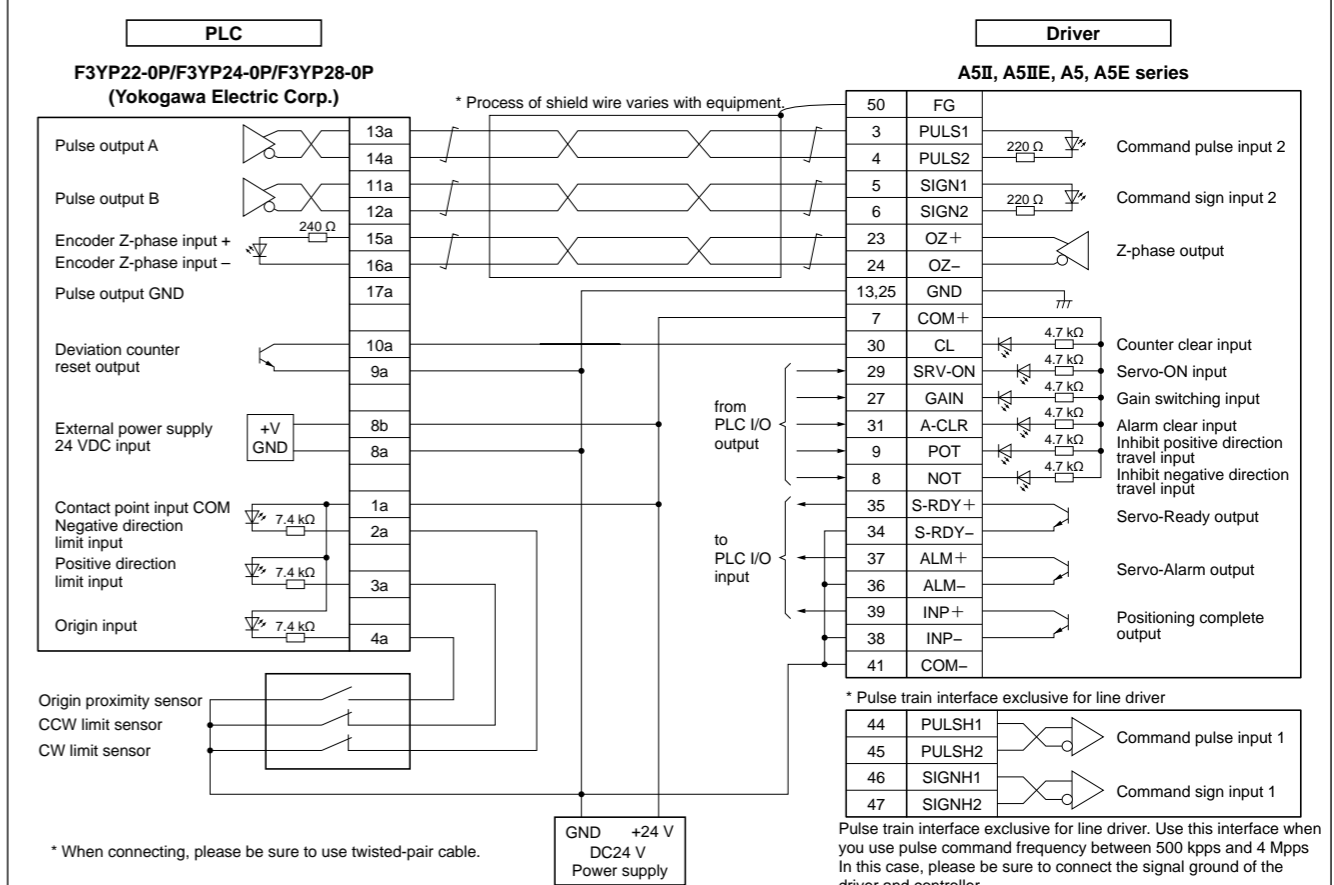 PLC
Driver
F3YP22-0P/F3YP24-0P/F3YP28-0P
(Yokogawa Electric Corp.)
A5II, A5IIE, A5, A5E series
* Process of shield wire varies with equipment.
Pulse output A
13a
14a
Pulse output B
11a
12a
240 Ω
Encoder Z-phase input +
15a
Encoder Z-phase input –
16a
Pulse output GND
17a
Deviation counter
reset output
10a
9a
External power supply
24 VDC input
+V
GND
8b
8a
Contact point input COM
1a
Negative direction
limit input
7.4 kΩ
2a
Positive direction
limit input
7.4 kΩ
3a
Origin input
7.4 kΩ
4a
Origin proximity sensor
CCW limit sensor
CW limit sensor
* When connecting, please be sure to use twisted-pair cable.
GND +24 V
DC24 V
Power supply
from
PLC I/O
output
to
PLC I/O
input
50 FG
3 PULS1
4 PULS2
220 Ω
Command pulse input 2
5 SIGN1
6 SIGN2
220 Ω
Command sign input 2
23 OZ+
24 OZ–
Z-phase output
13,25 GND
7 COM+
30 CL
4.7 kΩ
Counter clear input
29 SRV-ON
4.7 kΩ
Servo-ON input
27 GAIN
4.7 kΩ
Gain switching input
31 A-CLR
4.7 kΩ
Alarm clear input
9 POT
4.7 kΩ
Inhibit positive direction
travel input
8 NOT
4.7 kΩ
Inhibit negative direction
travel input
35 S-RDY+
34 S-RDY–
Servo-Ready output
37 ALM+
36 ALM–
Servo-Alarm output
39 INP+
38 INP–
Positioning complete
output
41 COM–
* Pulse train interface exclusive for line driver
44 PULSH1
45 PULSH2
Command pulse input 1
46 SIGNH1
47 SIGNH2
Command sign input 1
Pulse train interface exclusive for line driver. Use this interface when
you use pulse command frequency between 500 kpps and 4 Mpps
In this case, please be sure to connect the signal ground of the
driver and controller